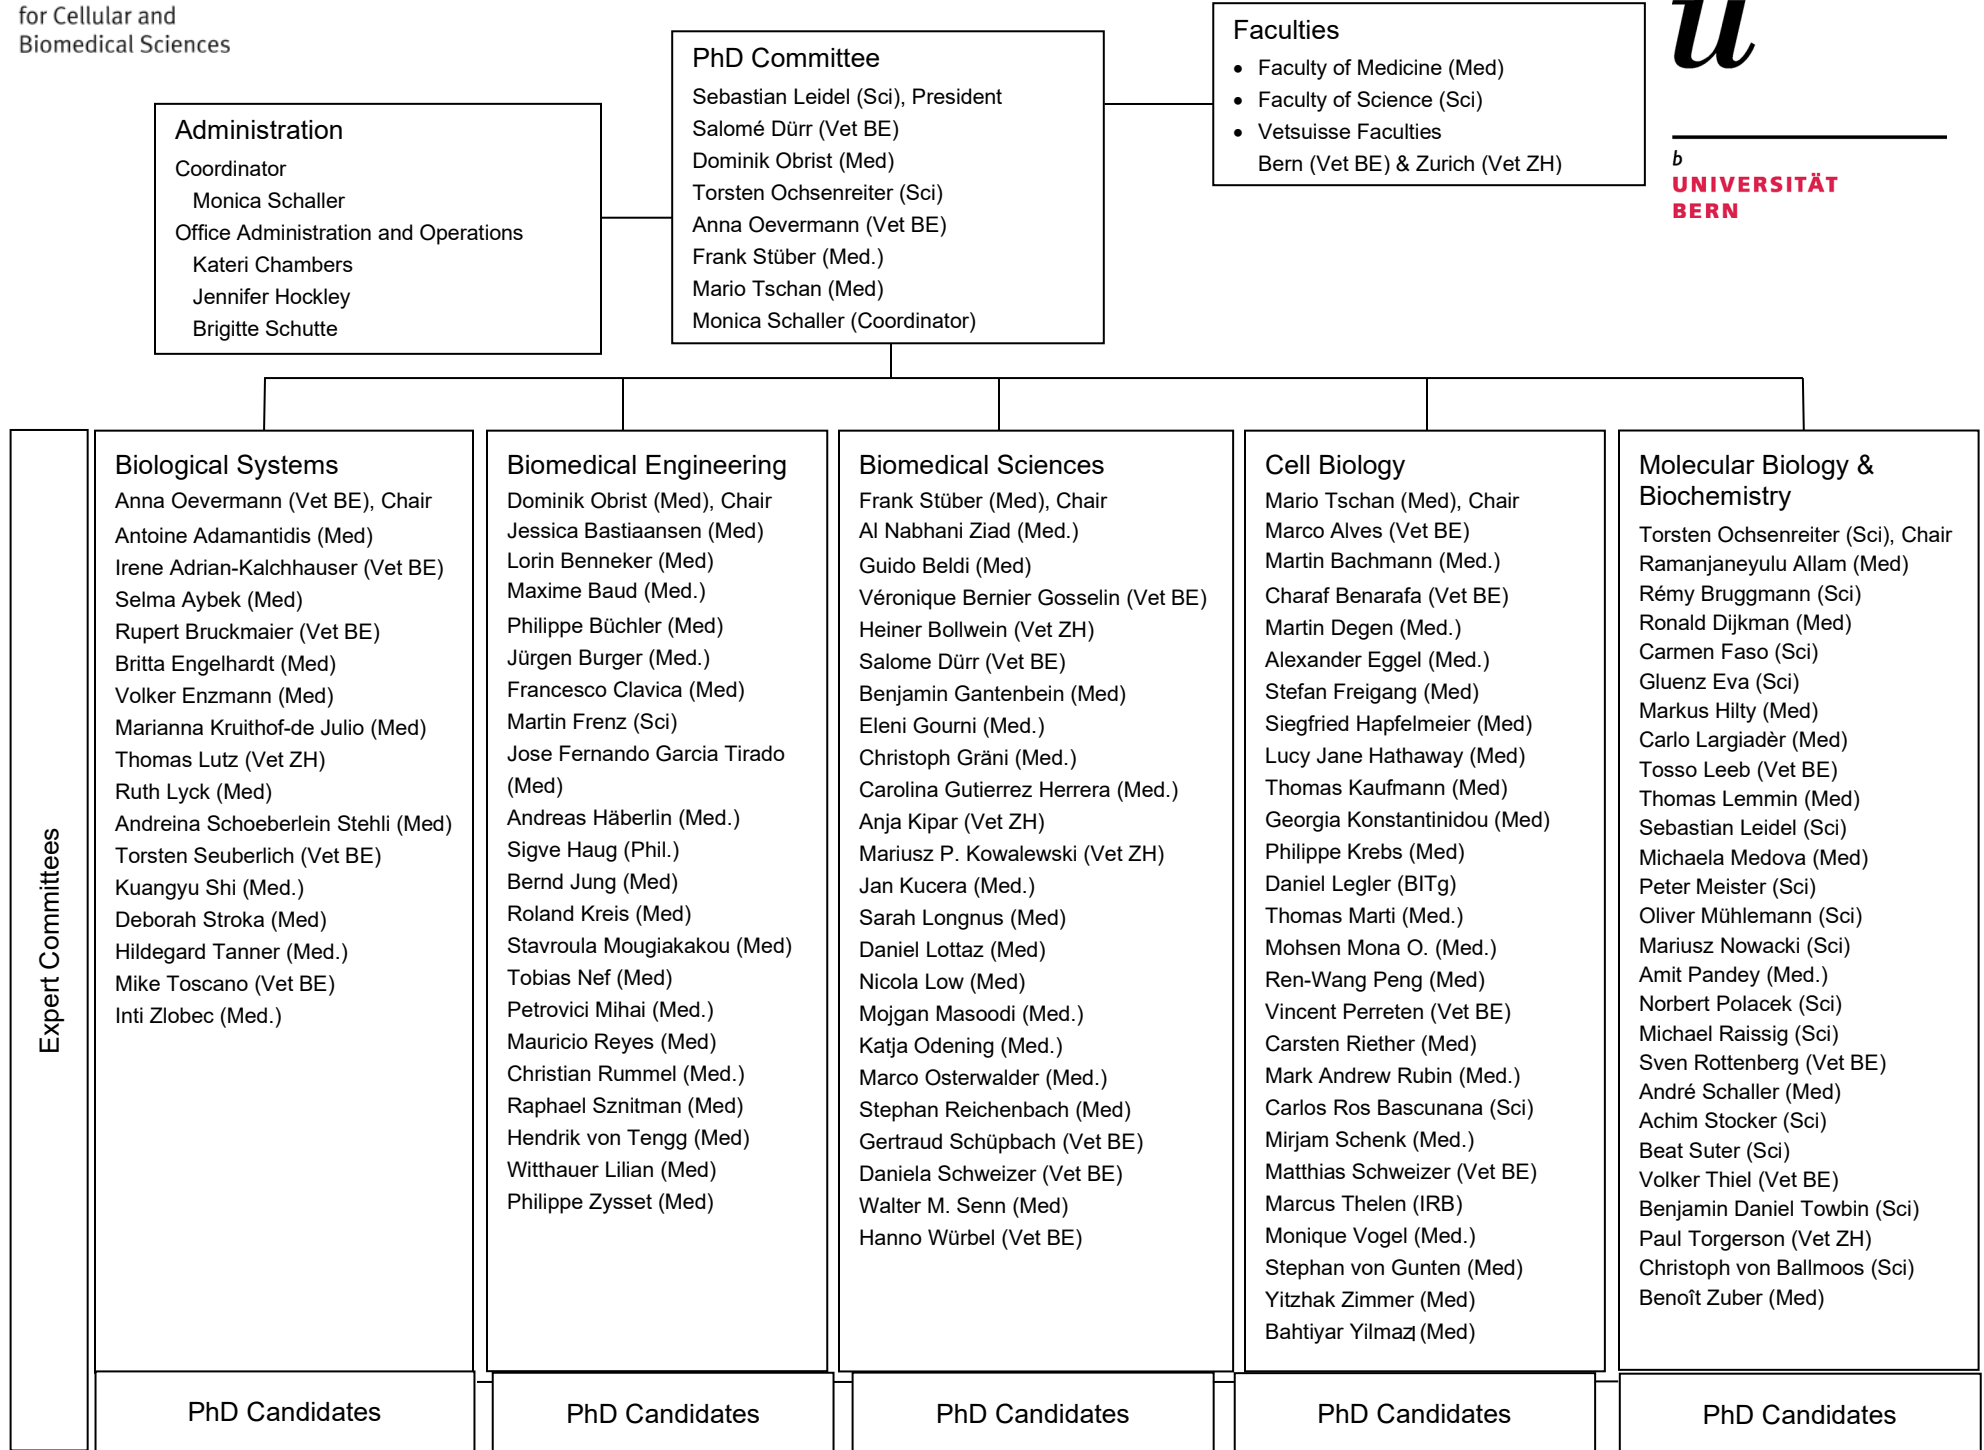 for Cellular and
Biomedical Sciences
u
b
UNIVERSITÄT
BERN
Faculties
• Faculty of Medicine (Med)
• Faculty of Science (Sci)
• Vetsuisse Faculties
Bern (Vet BE) & Zurich (Vet ZH)
PhD Committee
Sebastian Leidel (Sci), President
Salomé Dürr (Vet BE)
Dominik Obrist (Med)
Torsten Ochsenreiter (Sci)
Anna Oevermann (Vet BE)
Frank Stüber (Med.)
Mario Tschan (Med)
Monica Schaller (Coordinator)
Administration
Coordinator
Monica Schaller
Office Administration and Operations
Kateri Chambers
Jennifer Hockley
Brigitte Schutte
Expert Committees
Biological Systems
Anna Oevermann (Vet BE), Chair
Antoine Adamantidis (Med)
Irene Adrian-Kalchhauser (Vet BE)
Selma Aybek (Med)
Rupert Bruckmaier (Vet BE)
Britta Engelhardt (Med)
Volker Enzmann (Med)
Marianna Kruithof-de Julio (Med)
Thomas Lutz (Vet ZH)
Ruth Lyck (Med)
Andreina Schoeberlein Stehli (Med)
Torsten Seuberlich (Vet BE)
Kuangyu Shi (Med.)
Deborah Stroka (Med)
Hildegard Tanner (Med.)
Mike Toscano (Vet BE)
Inti Zlobec (Med.)
Biomedical Engineering
Dominik Obrist (Med), Chair
Jessica Bastiaansen (Med)
Lorin Benneker (Med)
Maxime Baud (Med.)
Philippe Büchler (Med)
Jürgen Burger (Med.)
Francesco Clavica (Med)
Martin Frenz (Sci)
Jose Fernando Garcia Tirado
(Med)
Andreas Häberlin (Med.)
Sigve Haug (Phil.)
Bernd Jung (Med)
Roland Kreis (Med)
Stavroula Mougiakakou (Med)
Tobias Nef (Med)
Petrovici Mihai (Med.)
Mauricio Reyes (Med)
Christian Rummel (Med.)
Raphael Sznitman (Med)
Hendrik von Tengg (Med)
Witthauer Lilian (Med)
Philippe Zysset (Med)
Biomedical Sciences
Frank Stüber (Med), Chair
Al Nabhani Ziad (Med.)
Guido Beldi (Med)
Véronique Bernier Gosselin (Vet BE)
Heiner Bollwein (Vet ZH)
Salome Dürr (Vet BE)
Benjamin Gantenbein (Med)
Eleni Gourni (Med.)
Christoph Gräni (Med.)
Carolina Gutierrez Herrera (Med.)
Anja Kipar (Vet ZH)
Mariusz P. Kowalewski (Vet ZH)
Jan Kucera (Med.)
Sarah Longnus (Med)
Daniel Lottaz (Med)
Nicola Low (Med)
Mojgan Masoodi (Med.)
Katja Odening (Med.)
Marco Osterwalder (Med.)
Stephan Reichenbach (Med)
Gertraud Schüpbach (Vet BE)
Daniela Schweizer (Vet BE)
Walter M. Senn (Med)
Hanno Würbel (Vet BE)
Cell Biology
Mario Tschan (Med), Chair
Marco Alves (Vet BE)
Martin Bachmann (Med.)
Charaf Benarafa (Vet BE)
Martin Degen (Med.)
Alexander Eggel (Med.)
Stefan Freigang (Med)
Siegfried Hapfelmeier (Med)
Lucy Jane Hathaway (Med)
Thomas Kaufmann (Med)
Georgia Konstantinidou (Med)
Philippe Krebs (Med)
Daniel Legler (BITg)
Thomas Marti (Med.)
Mohsen Mona O. (Med.)
Ren-Wang Peng (Med)
Vincent Perreten (Vet BE)
Carsten Riether (Med)
Mark Andrew Rubin (Med.)
Carlos Ros Bascunana (Sci)
Mirjam Schenk (Med.)
Matthias Schweizer (Vet BE)
Marcus Thelen (IRB)
Monique Vogel (Med.)
Stephan von Gunten (Med)
Yitzhak Zimmer (Med)
Bahtiyar Yilmaz (Med)
Molecular Biology &
Biochemistry
Torsten Ochsenreiter (Sci), Chair
Ramanjaneyulu Allam (Med)
Rémy Bruggmann (Sci)
Ronald Dijkman (Med)
Carmen Faso (Sci)
Gluenz Eva (Sci)
Markus Hilty (Med)
Carlo Largiadèr (Med)
Tosso Leeb (Vet BE)
Thomas Lemmin (Med)
Sebastian Leidel (Sci)
Michaela Medova (Med)
Peter Meister (Sci)
Oliver Mühlemann (Sci)
Mariusz Nowacki (Sci)
Amit Pandey (Med.)
Norbert Polacek (Sci)
Michael Raissig (Sci)
Sven Rottenberg (Vet BE)
André Schaller (Med)
Achim Stocker (Sci)
Beat Suter (Sci)
Volker Thiel (Vet BE)
Benjamin Daniel Towbin (Sci)
Paul Torgerson (Vet ZH)
Christoph von Ballmoos (Sci)
Benoît Zuber (Med)
PhD Candidates
PhD Candidates
PhD Candidates
PhD Candidates
PhD Candidates